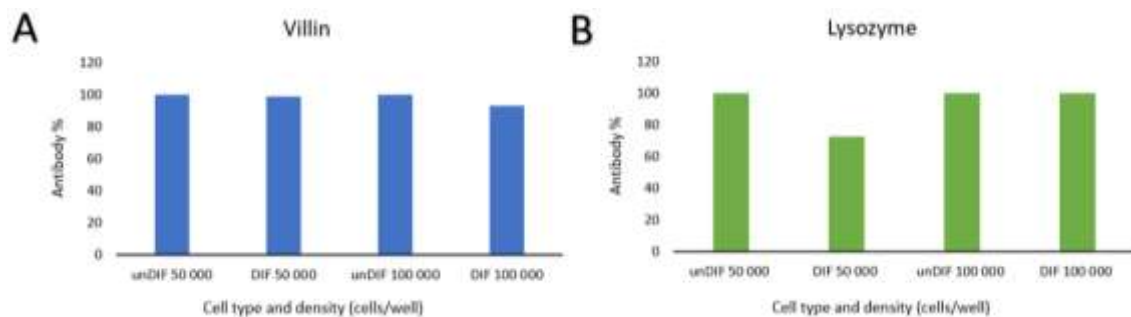 A
Villin
120
100
80
60
40
20
0
Antibody %
unDIF 50 000 DIF 50 000 unDIF 100 000 DIF 100 000
Cell type and density (cells/well)
B
Lysozyme
120
100
80
60
40
20
0
Antibody %
unDIF 50 000 DIF 50 000 unDIF 100 000 DIF 100 000
Cell type and density (cells/well)